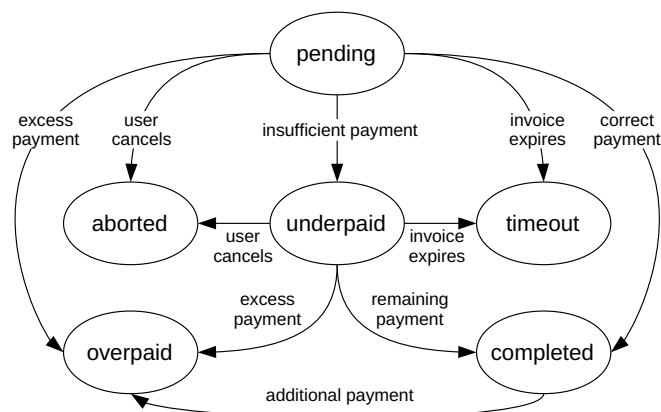 pending
excess
payment
user
cancels
insufficient payment
invoice
expires
correct
payment
aborted
underpaid
timeout
user
cancels
invoice
expires
excess
payment
remaining
payment
overpaid
completed
additional payment